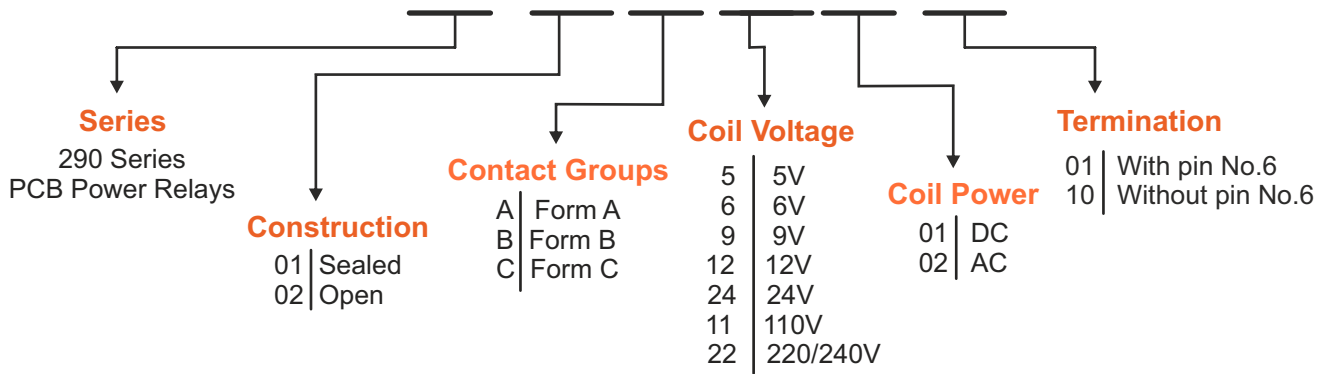 Series
290 Series
PCB Power Relays
Construction
01 Sealed
02 Open
Contact Groups
A Form A
B Form B
C Form C
Coil Voltage
5 5V
6 6V
9 9V
12 12V
24 24V
11 110V
22 220/240V
Coil Power
01 DC
02 AC
Termination
01 With pin No.6
10 Without pin No.6